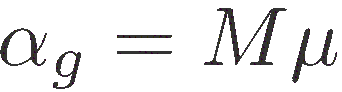 α_g = Mμ